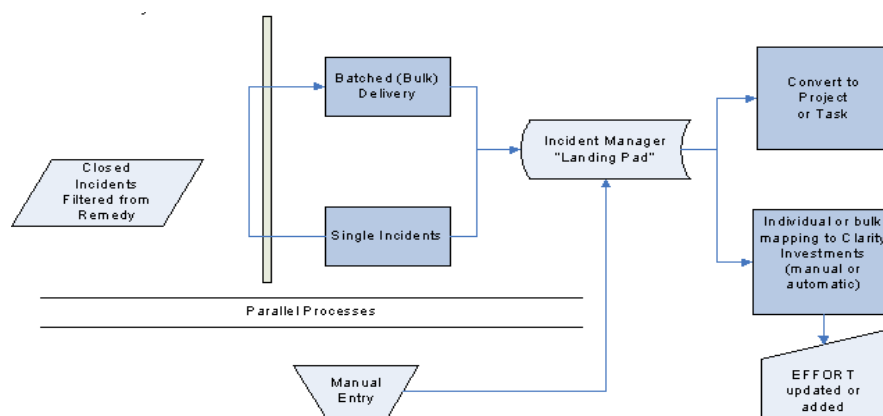 Batched (Bulk)
Delivery
Convert to
Project
or Task
Incident Manager
"Landing Pad"
Closed
Incidents
Filtered from
Remedy
Single Incidents
Individual or bulk
mapping to Clarity
Investments
(manual or
automatic)
Parallel Processes
Manual
Entry
EFFORT
updated or
added